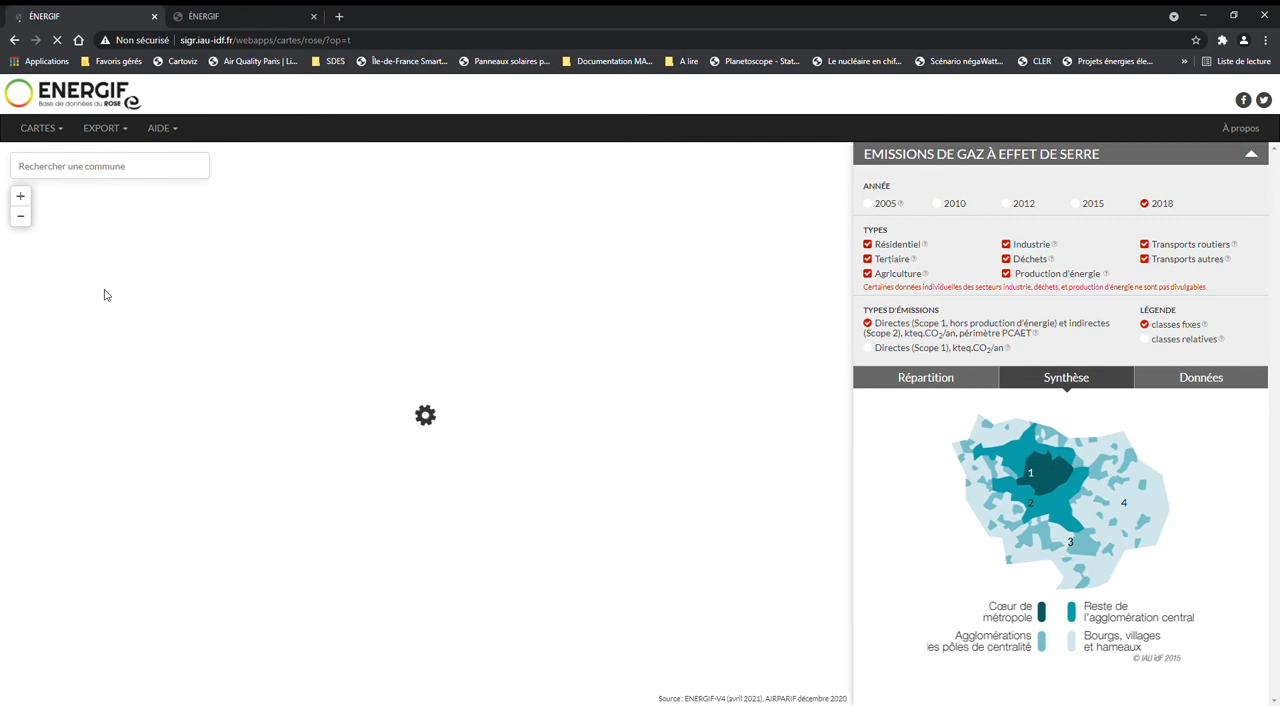 ÉNERGIF
ÉNERGIF
Non sécurisé | sigr.iau-idf.fr/webapps/cartes/rose/?op=t
Applications Favoris gérés Cartoviz Air Quality Paris | Li... SDES Île-de-France Smart... Panneaux solaires p... Documentation MA... A lire Planetoscope - Stat... Le nucléaire en chif... Scénario négaWatt... CLER Projets énergies éle... » Liste de lecture
ENERGIF
Base de données du ROSE
CARTES EXPORT AIDE À propos
Rechercher une commune
+
−
EMISSIONS DE GAZ À EFFET DE SERRE
ANNÉE
2005 2010 2012 2015 2018
TYPES
Résidentiel Industrie Transports routiers
Tertiaire Déchets Transports autres
Agriculture Production d'énergie
Certaines données individuelles des secteurs industrie, déchets, et production d'énergie ne sont pas divulgables.
TYPES D'ÉMISSIONS
Directes (Scope 1, hors production d'énergie) et indirectes
(Scope 2), kteq.CO2/an, périmètre PCAET
Directes (Scope 1), kteq.CO2/an
LÉGENDE
classes fixes
classes relatives
Répartition Synthèse Données
1
2
3
4
Cœur de
métropole
Reste de
l'agglomération central
Agglomérations
les pôles de centralité
Bourgs, villages
et hameaux
© IAU îdF 2015
Source : ENERGIF-V4 (avril 2021), AIRPARIF décembre 2020